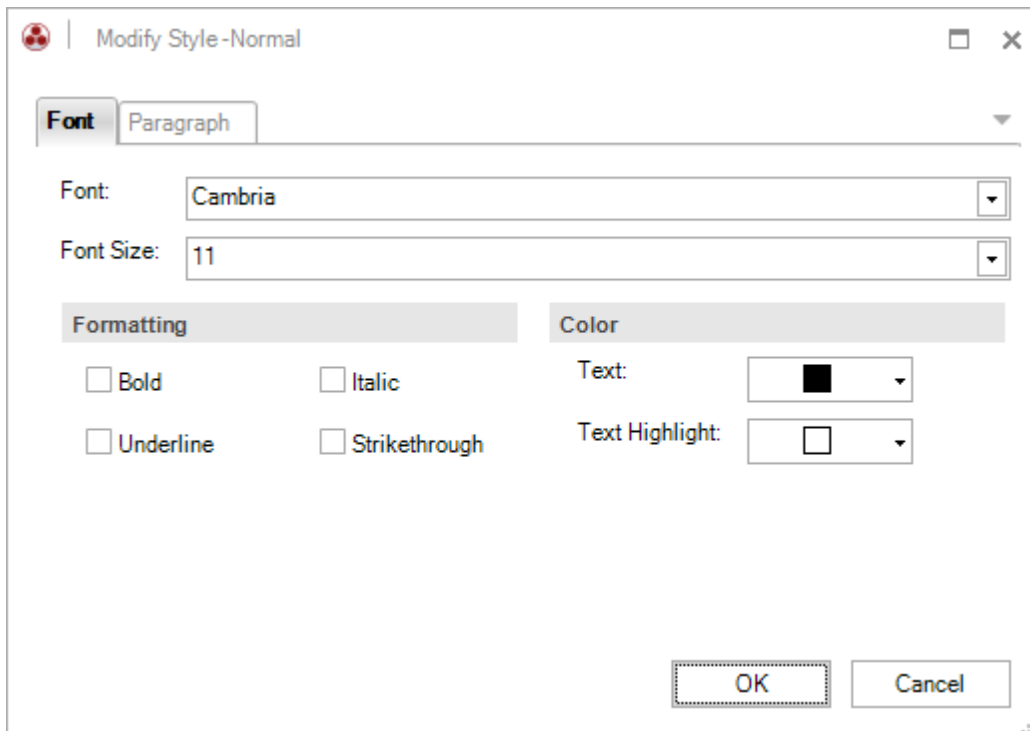 Modify Style -Normal
Font Paragraph
Font: Cambria
Font Size: 11
Formatting Color
Bold Italic Text:
Underline Strikethrough Text Highlight:
OK Cancel